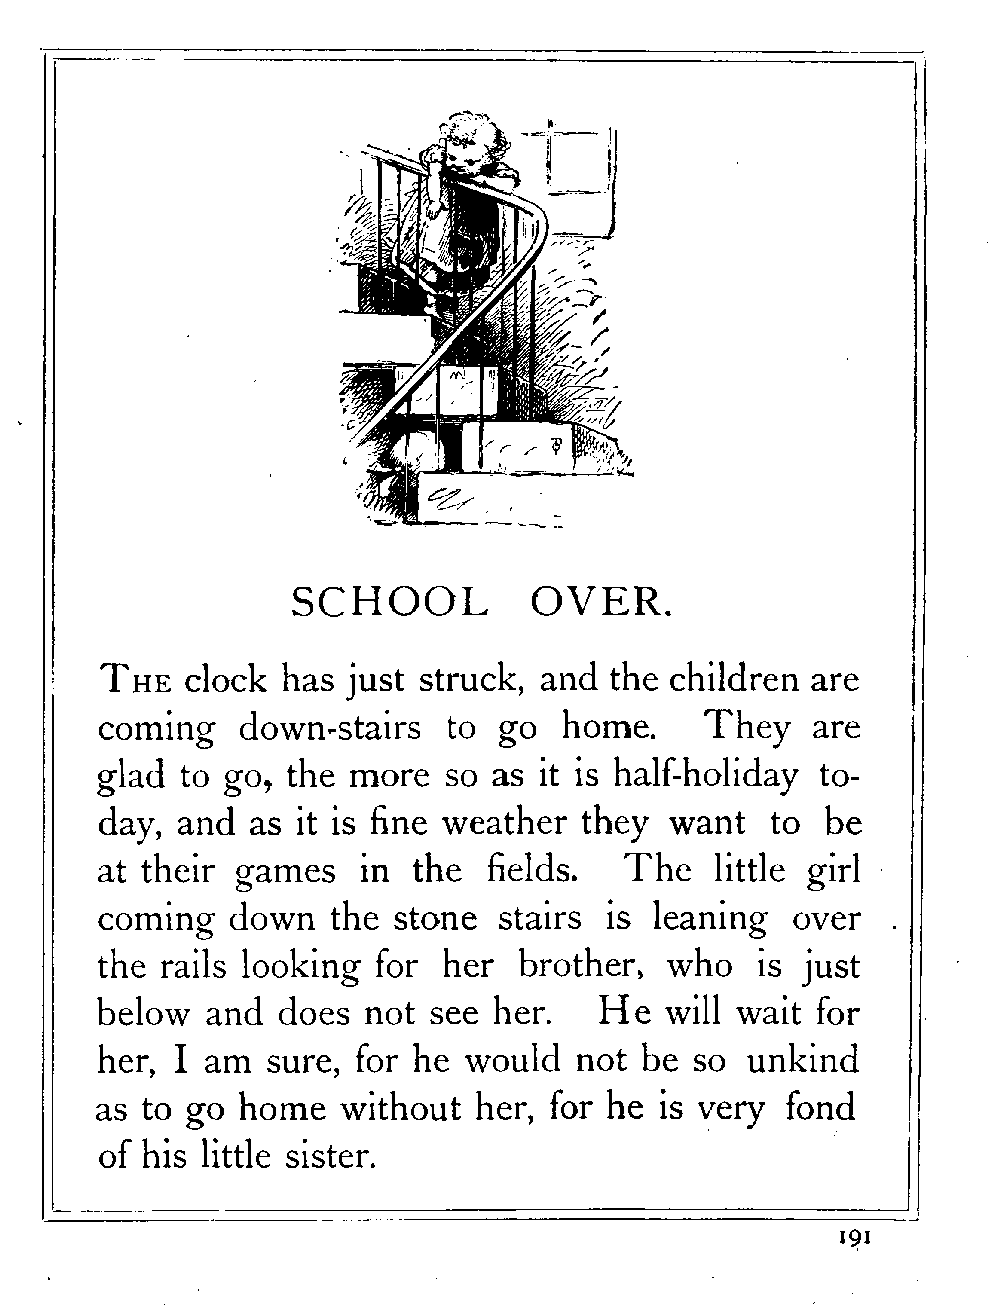 SCHOOL OVER.
THE clock has just struck, and the children are
coming down-stairs to go home. They are
glad to go, the more so as it is half-holiday to-
day, and as it is fine weather they want to be
at their games in the fields. The little girl
coming down the stone stairs is leaning over
the rails looking for her brother, who is just
below and does not see her. He will wait for
her, I am sure, for he would not be so unkind
as to go home without her, for he is very fond
of his little sister.
191